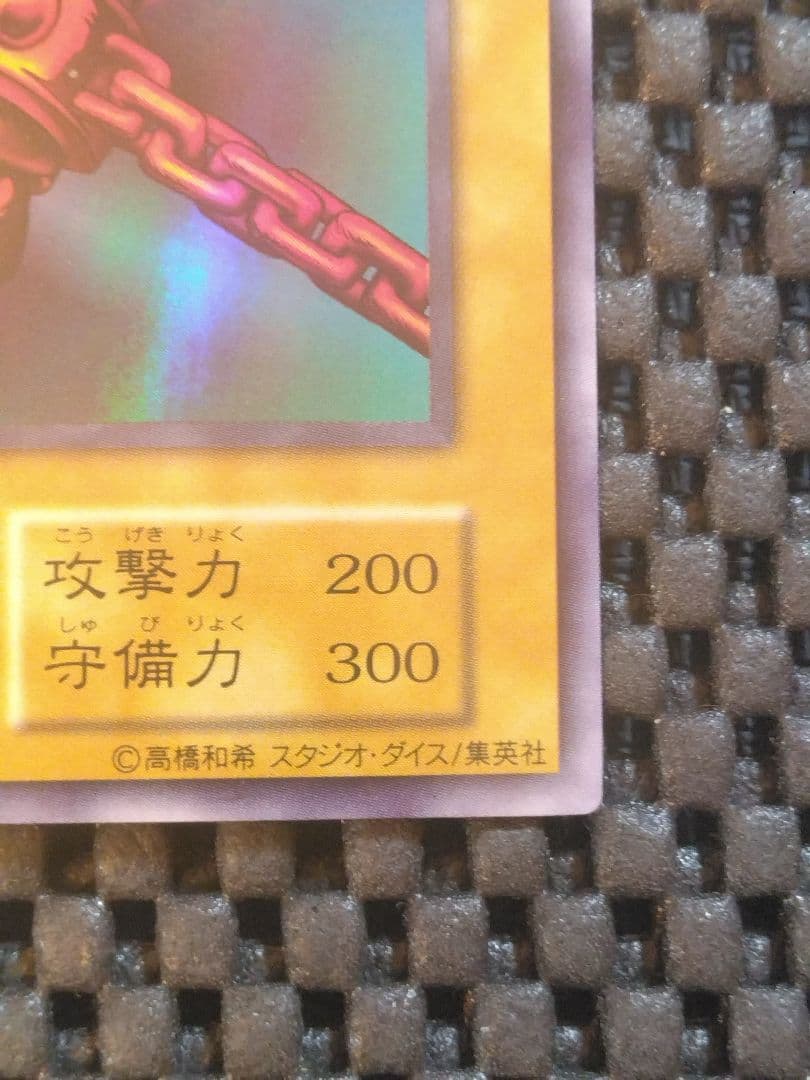 こう げき りょく
攻撃力 200
しゅ び りょく
守備力 300
©高橋和希 スタジオ・ダイス/集英社